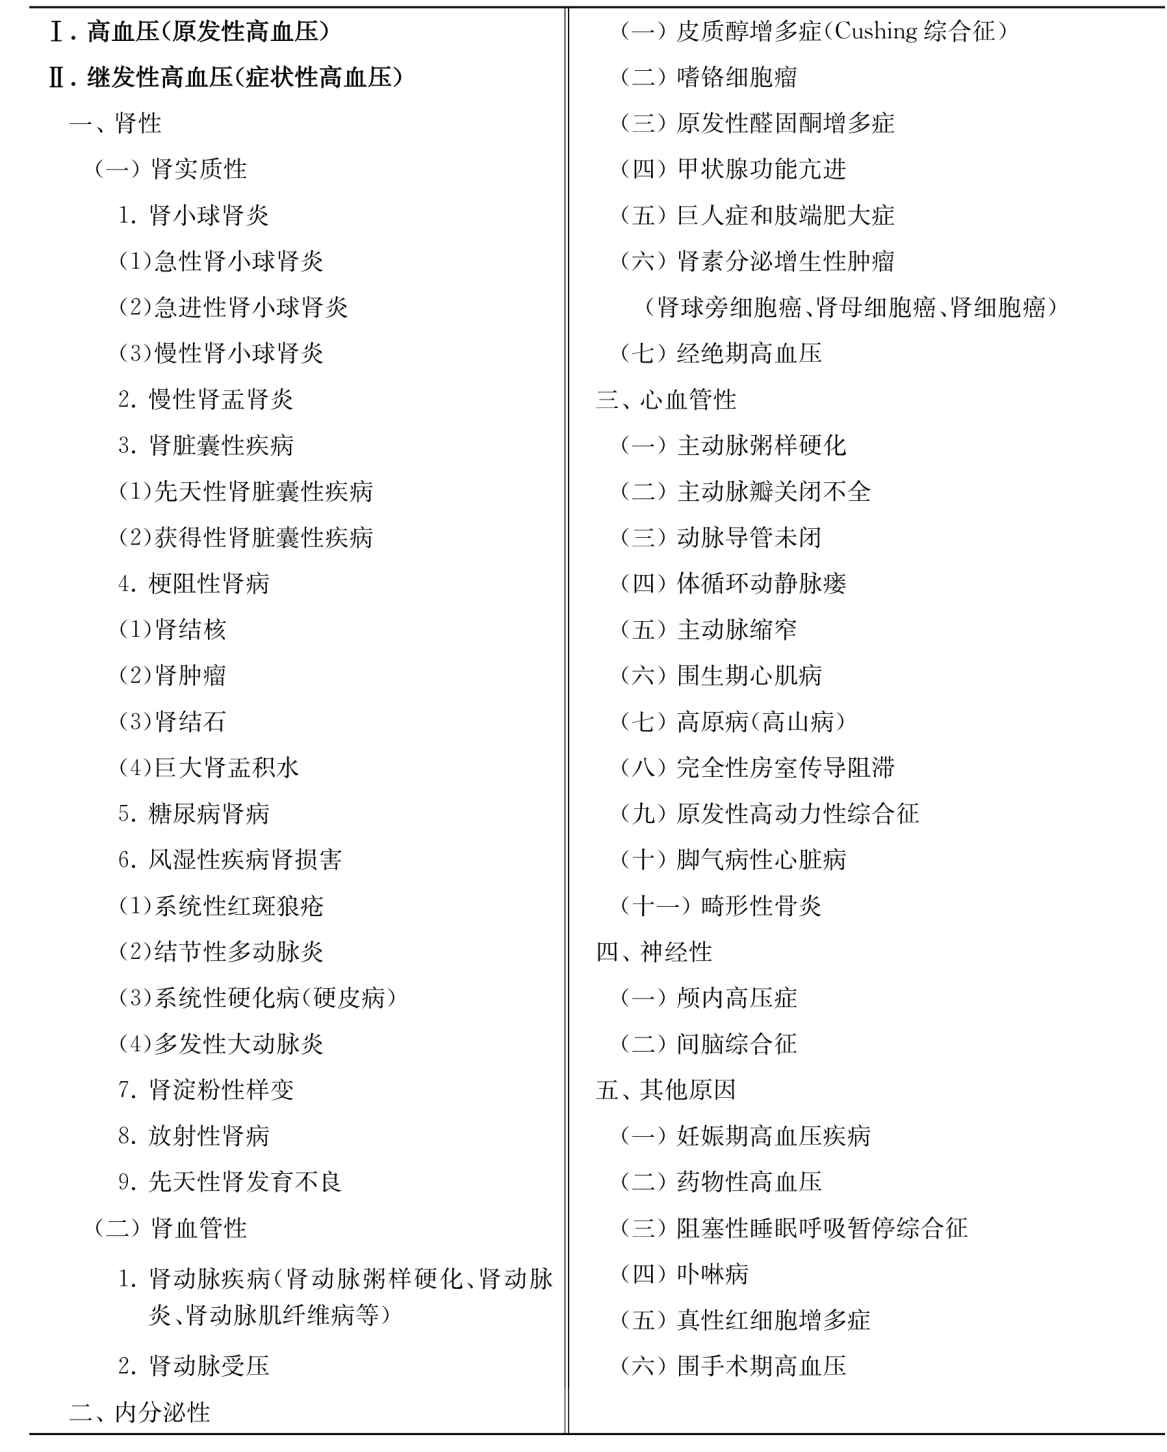 Ⅰ. 高血压(原发性高血压)
Ⅱ. 继发性高血压(症状性高血压)
一、肾性
(一) 肾实质性
1. 肾小球肾炎
(1)急性肾小球肾炎
(2)急进性肾小球肾炎
(3)慢性肾小球肾炎
2. 慢性肾盂肾炎
3. 肾脏囊性疾病
(1)先天性肾脏囊性疾病
(2)获得性肾脏囊性疾病
4. 梗阻性肾病
(1)肾结核
(2)肾肿瘤
(3)肾结石
(4)巨大肾盂积水
5. 糖尿病肾病
6. 风湿性疾病肾损害
(1)系统性红斑狼疮
(2)结节性多动脉炎
(3)系统性硬化病(硬皮病)
(4)多发性大动脉炎
7. 肾淀粉性样变
8. 放射性肾病
9. 先天性肾发育不良
(二) 肾血管性
1. 肾动脉疾病(肾动脉粥样硬化、肾动脉
炎、肾动脉肌纤维病等)
2. 肾动脉受压
二、内分泌性
(一) 皮质醇增多症(Cushing 综合征)
(二) 嗜铬细胞瘤
(三) 原发性醛固酮增多症
(四) 甲状腺功能亢进
(五) 巨人症和肢端肥大症
(六) 肾素分泌增生性肿瘤
(肾球旁细胞癌、肾母细胞癌、肾细胞癌)
(七) 经绝期高血压
三、心血管性
(一) 主动脉粥样硬化
(二) 主动脉瓣关闭不全
(三) 动脉导管未闭
(四) 体循环动静脉瘘
(五) 主动脉缩窄
(六) 围生期心肌病
(七) 高原病(高山病)
(八) 完全性房室传导阻滞
(九) 原发性高动力性综合征
(十) 脚气病性心脏病
(十一) 畸形性骨炎
四、神经性
(一) 颅内高压症
(二) 间脑综合征
五、其他原因
(一) 妊娠期高血压疾病
(二) 药物性高血压
(三) 阻塞性睡眠呼吸暂停综合征
(四) 卟啉病
(五) 真性红细胞增多症
(六) 围手术期高血压